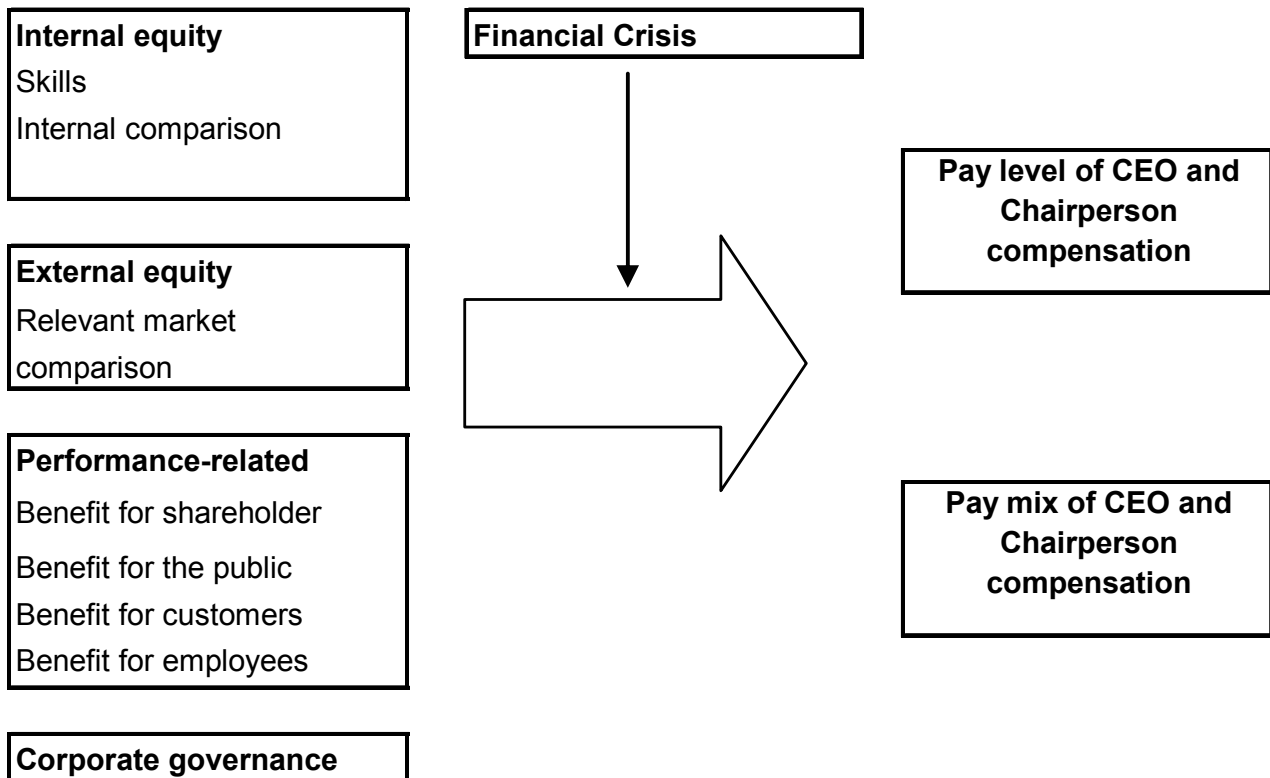 Internal equity
Skills
Internal comparison
External equity
Relevant market
comparison
Performance-related
Benefit for shareholder
Benefit for the public
Benefit for customers
Benefit for employees
Corporate governance
Financial Crisis
Pay level of CEO and
Chairperson
compensation
Pay mix of CEO and
Chairperson
compensation